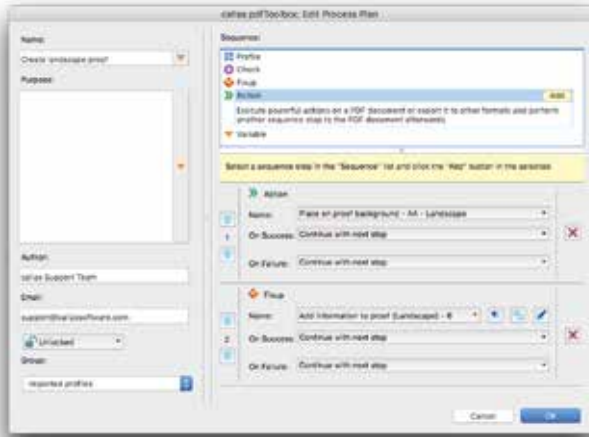 callas pdfToolbox: Edit Process Plan
Name:
Create landscape proof
Purpose:
Author:
callas Support Team
Email:
support@callassoftware.com
Unlocked
Group:
Imported profiles
Sequence:
Profile
Check
Fixup
Action
Add
Execute powerful actions on a PDF document or export it to other formats and perform
another sequence step to the PDF document afterwards
Variable
Select a sequence step in the "Sequence" list and click the "Add" button in the selected
Action
1
Name: Place on proof background - A4 - Landscape
On Success: Continue with next step
On Failure: Continue with next step
Fixup
2
Name: Add information to proof (Landscape) - 6
On Success: Continue with next step
On Failure: Continue with next step
Cancel
OK